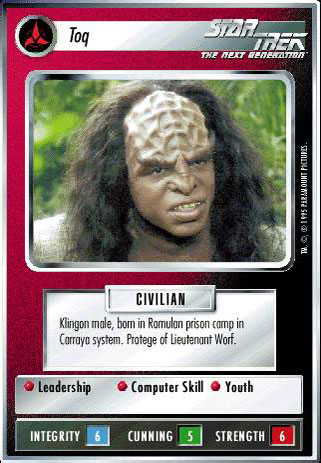 Toq
STAR TREK
THE NEXT GENERATION
TM, ©, & © 1995 PARAMOUNT PICTURES.
CIVILIAN
Klingon male, born in Romulan prison camp in
Carraya system. Protege of Lieutenant Worf.
Leadership Computer Skill Youth
INTEGRITY 6 CUNNING 5 STRENGTH 6